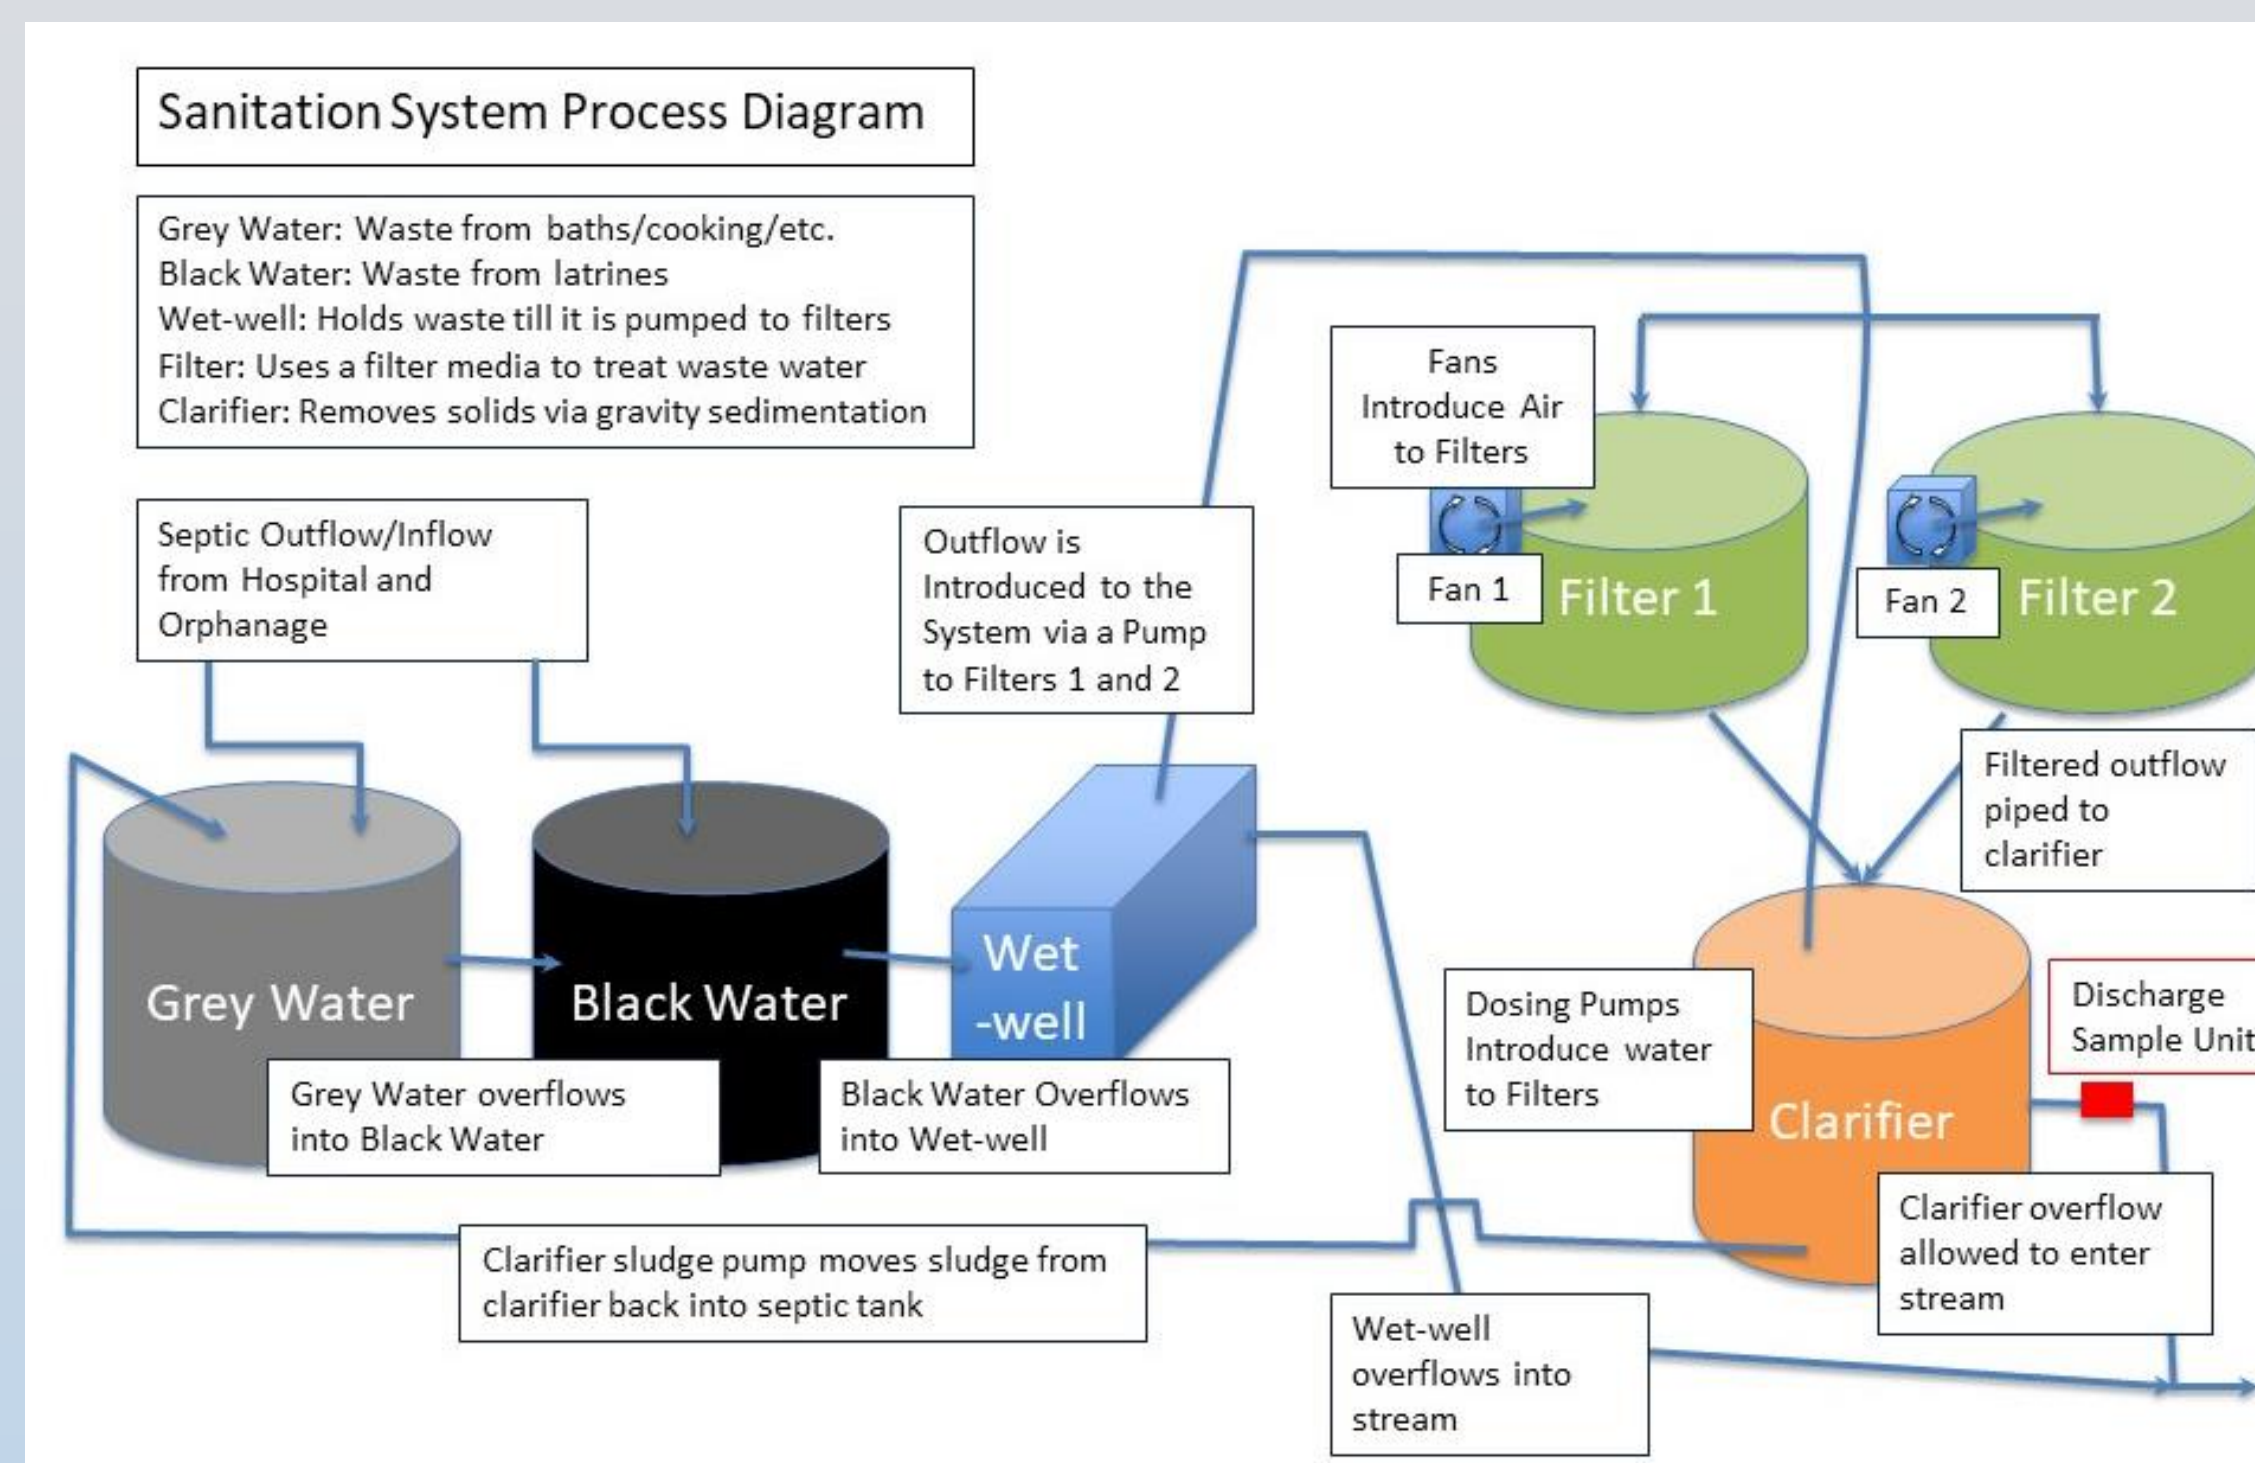 Sanitation System Process Diagram
Grey Water: Waste from baths/cooking/etc.
Black Water: Waste from latrines
Wet-well: Holds waste till it is pumped to filters
Filter: Uses a filter media to treat waste water
Clarifier: Removes solids via gravity sedimentation
Septic Outflow/Inflow
from Hospital and
Orphanage
Outflow is
Introduced to the
System via a Pump
to Filters 1 and 2
Fans
Introduce Air
to Filters
Fan 1
Filter 1
Fan 2
Filter 2
Filtered outflow
piped to
clarifier
Grey Water
Black Water
Wet
-well
Grey Water overflows
into Black Water
Black Water Overflows
into Wet-well
Dosing Pumps
Introduce water
to Filters
Clarifier
Discharge
Sample Unit
Clarifier overflow
allowed to enter
stream
Clarifier sludge pump moves sludge from
clarifier back into septic tank
Wet-well
overflows into
stream